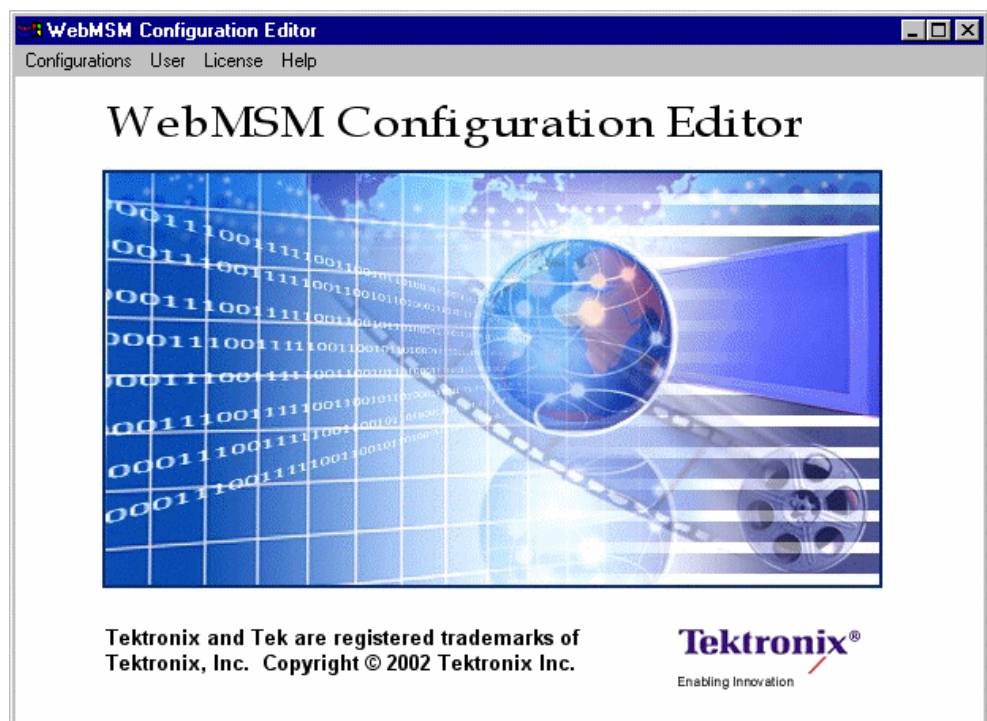 WebMSM Configuration Editor
Configurations User License Help
WebMSM Configuration Editor
Tektronix and Tek are registered trademarks of
Tektronix, Inc. Copyright © 2002 Tektronix Inc.
Tektronix®
Enabling Innovation